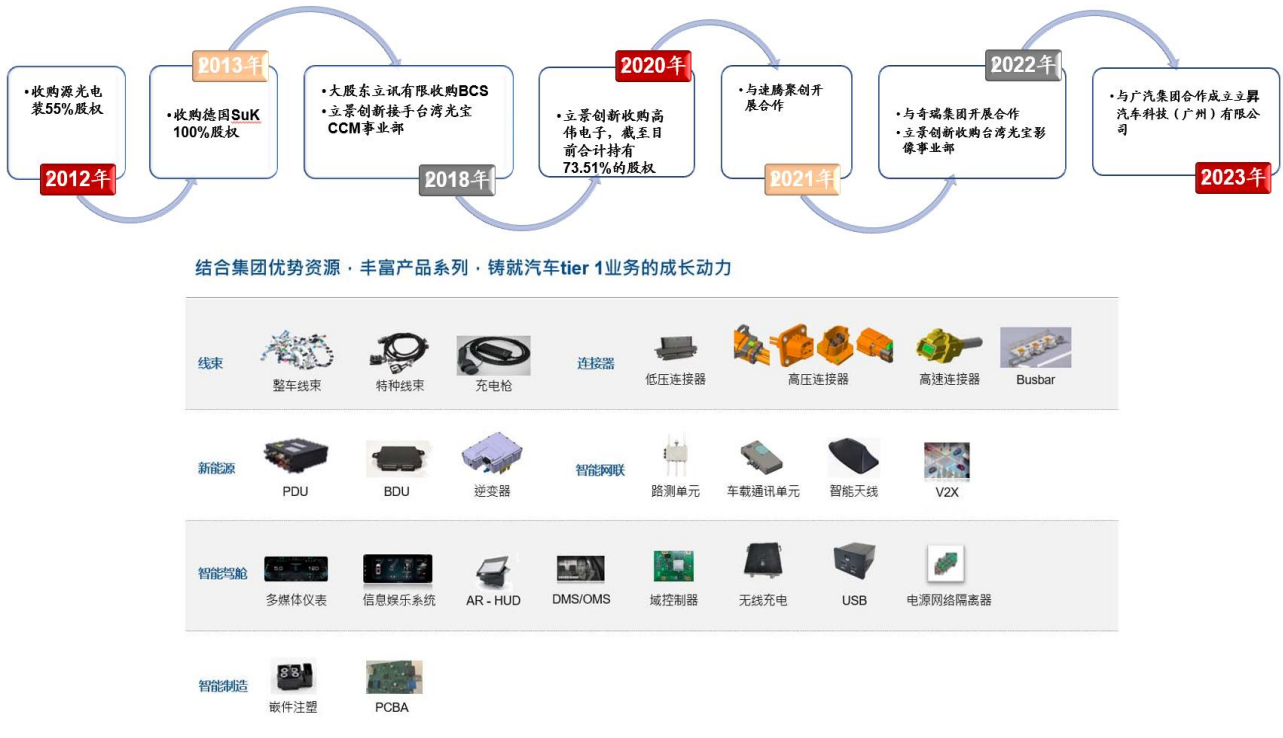 2012年
•收购源光电
装55%股权
2013年
•收购德国SuK
100%股权
•大股东立讯有限收购BCS
•立景创新接手台湾光宝
CCM事业部
2018年
2020年
•立景创新收购高
伟电子，截至目
前合计持有
73.51%的股权
•与速腾聚创开
展合作
2021年
2022年
•与奇瑞集团开展合作
•立景创新收购台湾光宝影
像事业部
•与广汽集团合作成立立昇
汽车科技（广州）有限公
司
2023年
结合集团优势资源·丰富产品系列·铸就汽车tier 1业务的成长动力
线束
整车线束
特种线束
充电枪
连接器
低压连接器
高压连接器
高速连接器
Busbar
新能源
PDU
BDU
逆变器
智能网联
路测单元
车载通讯单元
智能天线
V2X
智能驾舱
多媒体仪表
信息娱乐系统
AR - HUD
DMS/OMS
域控制器
无线充电
USB
电源网络隔离器
智能制造
嵌件注塑
PCBA